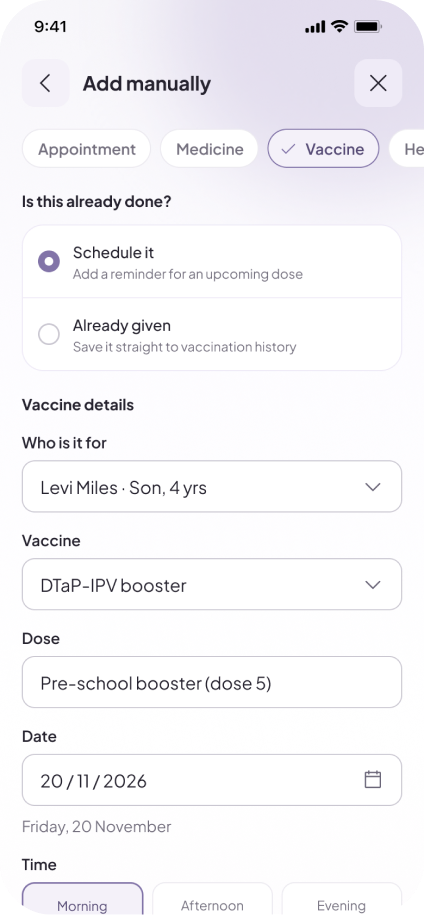 9:41
Add manually
Appointment
Medicine
Vaccine
He
Is this already done?
Schedule it
Add a reminder for an upcoming dose
Already given
Save it straight to vaccination history
Vaccine details
Who is it for
Levi Miles · Son, 4 yrs
Vaccine
DTaP-IPV booster
Dose
Pre-school booster (dose 5)
Date
20 / 11 / 2026
Friday, 20 November
Time
Morning
Afternoon
Evening